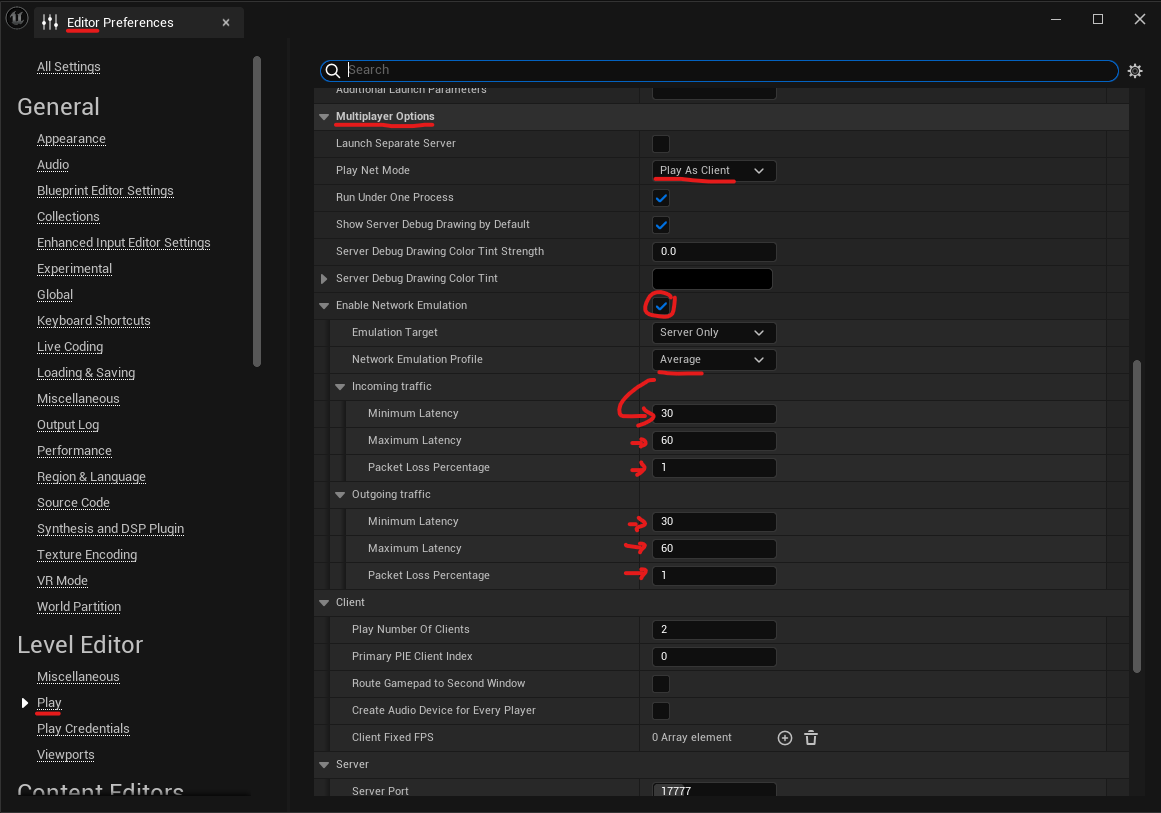 Editor Preferences
All Settings
General
Appearance
Audio
Blueprint Editor Settings
Collections
Enhanced Input Editor Settings
Experimental
Global
Keyboard Shortcuts
Live Coding
Loading & Saving
Miscellaneous
Output Log
Performance
Region & Language
Source Code
Synthesis and DSP Plugin
Texture Encoding
VR Mode
World Partition
Level Editor
Miscellaneous
Play
Play Credentials
Viewports
Content Editors
Search
Additional Launch Parameters
Multiplayer Options
Launch Separate Server
Play Net Mode Play As Client
Run Under One Process
Show Server Debug Drawing by Default
Server Debug Drawing Color Tint Strength 0.0
Server Debug Drawing Color Tint
Enable Network Emulation
Emulation Target Server Only
Network Emulation Profile Average
Incoming traffic
Minimum Latency 30
Maximum Latency 60
Packet Loss Percentage 1
Outgoing traffic
Minimum Latency 30
Maximum Latency 60
Packet Loss Percentage 1
Client
Play Number Of Clients 2
Primary PIE Client Index 0
Route Gamepad to Second Window
Create Audio Device for Every Player
Client Fixed FPS 0 Array element
Server
Server Port 17777